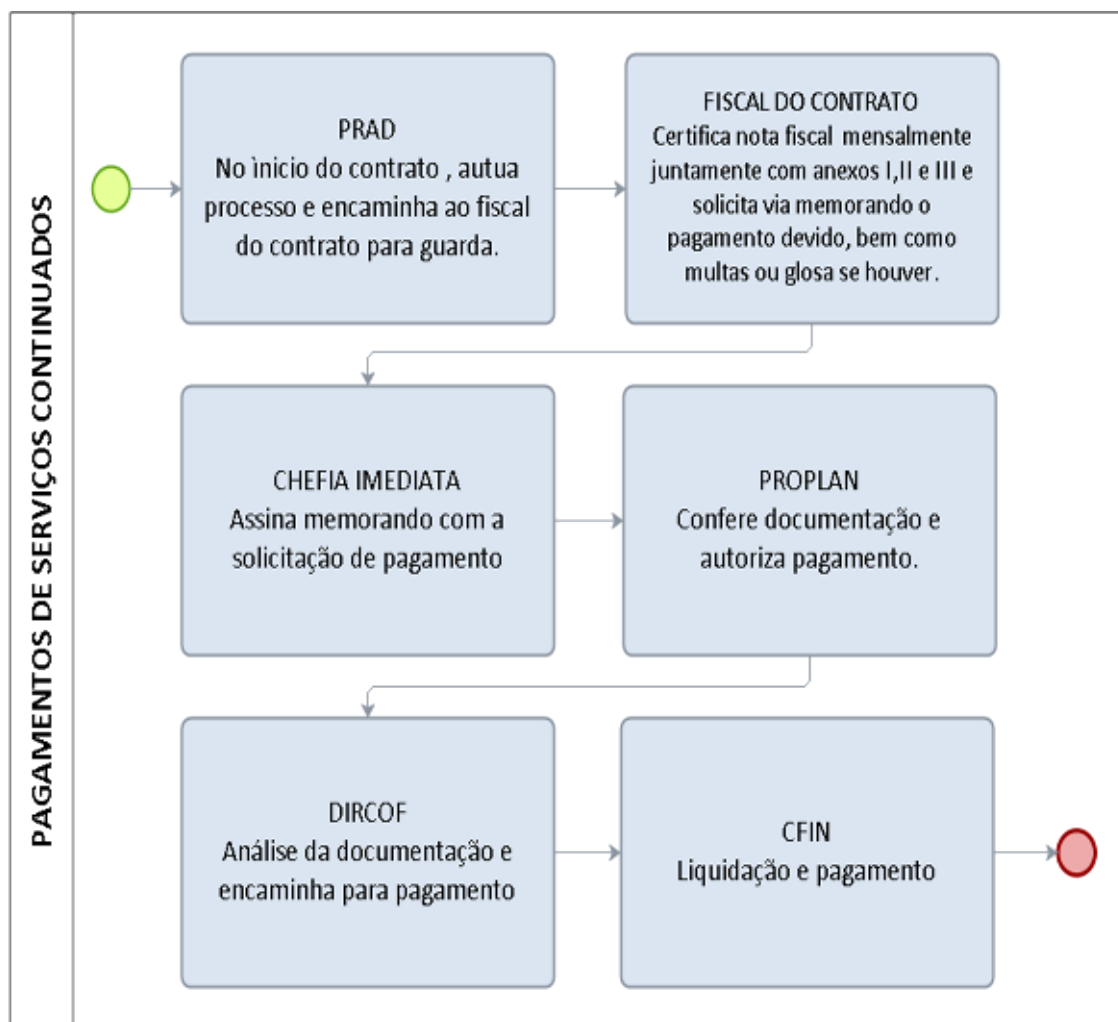 PAGAMENTOS DE SERVIÇOS CONTINUADOS
PRAD
No ìnicio do contrato , autua
processo e encaminha ao fiscal
do contrato para guarda.
FISCAL DO CONTRATO
Certifica nota fiscal mensalmente
juntamente com anexos I,II e III e
solicita via memorando o
pagamento devido, bem como
multas ou glosa se houver.
CHEFIA IMEDIATA
Assina memorando com a
solicitação de pagamento
PROPLAN
Confere documentação e
autoriza pagamento.
DIRCOF
Análise da documentação e
encaminha para pagamento
CFIN
Liquidação e pagamento